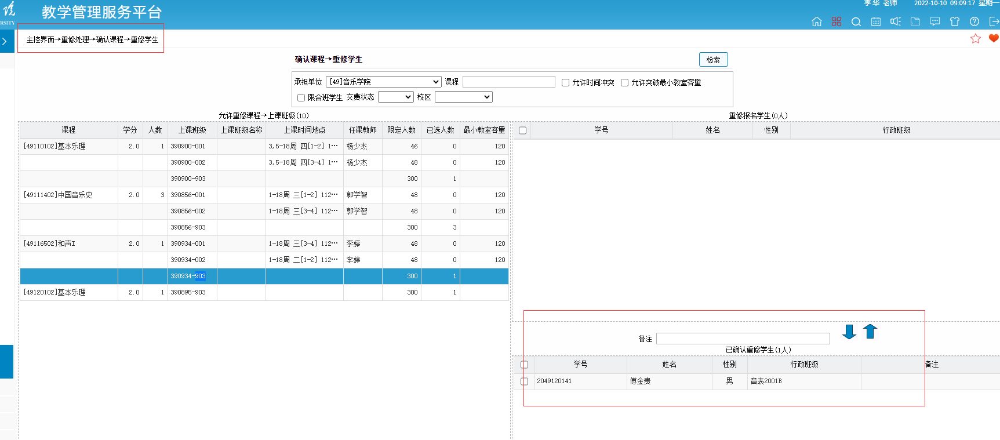 教学管理服务平台
李华 老师 2022-10-10 09:09:17 星期一
RSITY
主控界面→重修处理→确认课程→重修学生
确认课程→重修学生
检索
承担单位 [49]音乐学院 课程 允许时间冲突 允许突破最小教室容量
限合班学生 交费状态 校区
允许重修课程→上课班级(10)
课程 学分 人数 上课班级 上课班级名称 上课时间地点 任课教师 限定人数 已选人数 最小教室容量
[49110102]基本乐理 2.0 1 390900-001 3,5-18周 四[1-2] 1… 杨少杰 46 0 120
390900-002 3,5-18周 四[3-4] 1… 杨少杰 48 0 120
390900-903 300 1
[49111402]中国音乐史 2.0 3 390856-001 1-18周 三[1-2] 112… 郭学智 48 0 120
390856-002 1-18周 三[3-4] 112… 郭学智 48 0 120
390856-903 300 3
[49116502]和声I 2.0 1 390934-001 1-18周 三[3-4] 112… 李婷 48 0 120
390934-002 1-18周 二[1-2] 112… 李婷 48 0 120
390934-903 300 1
[49120102]基本乐理 2.0 1 390895-903 300 1
重修报名学生(0人)
学号 姓名 性别 行政班级
备注
已确认重修学生(1人)
学号 姓名 性别 行政班级 备注
2049120141 傅金贵 男 音表2001B